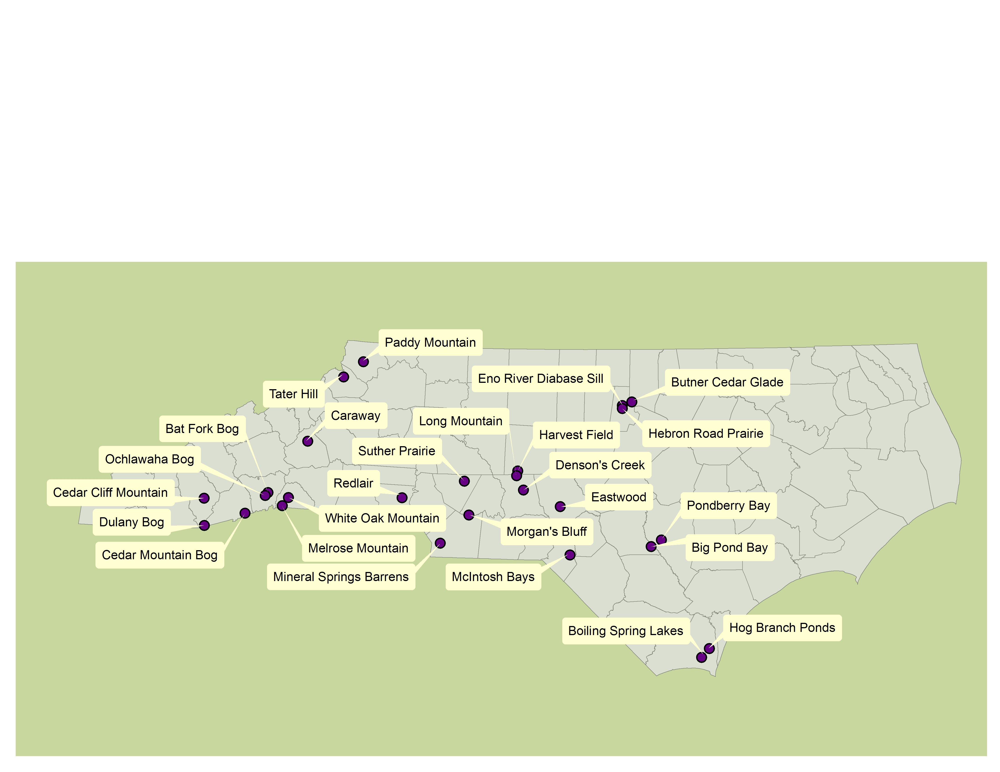 Paddy Mountain
Eno River Diabase Sill
Butner Cedar Glade
Tater Hill
Caraway
Long Mountain
Bat Fork Bog
Harvest Field
Hebron Road Prairie
Suther Prairie
Ochlawaha Bog
Denson's Creek
Redlair
Cedar Cliff Mountain
Eastwood
Pondberry Bay
White Oak Mountain
Dulany Bog
Morgan's Bluff
Melrose Mountain
Big Pond Bay
Cedar Mountain Bog
Mineral Springs Barrens
McIntosh Bays
Hog Branch Ponds
Boiling Spring Lakes